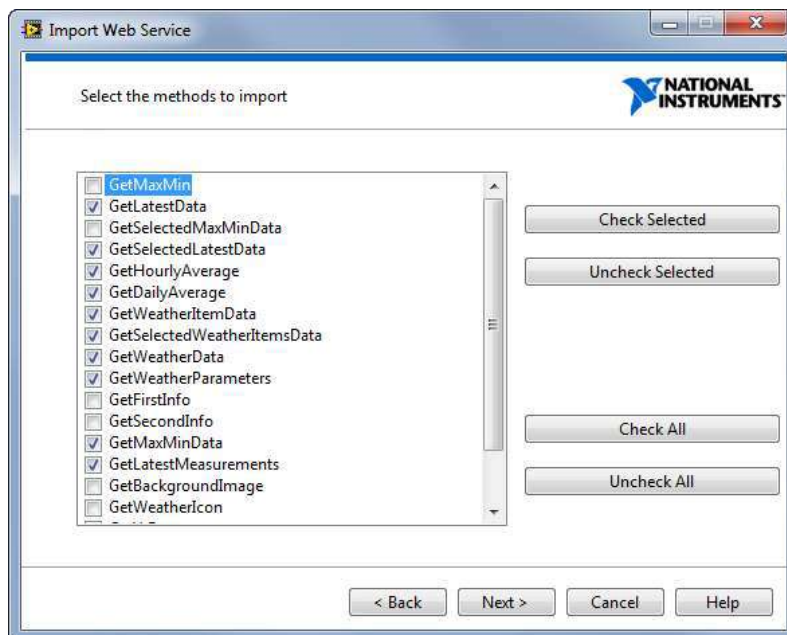 Import Web Service
Select the methods to import
NATIONAL
INSTRUMENTS™
GetMaxMin
GetLatestData
GetSelectedMaxMinData
GetSelectedLatestData
GetHourlyAverage
GetDailyAverage
GetWeatherItemData
GetSelectedWeatherItemsData
GetWeatherData
GetWeatherParameters
GetFirstInfo
GetSecondInfo
GetMaxMinData
GetLatestMeasurements
GetBackgroundImage
GetWeatherIcon
Check Selected
Uncheck Selected
Check All
Uncheck All
< Back
Next >
Cancel
Help